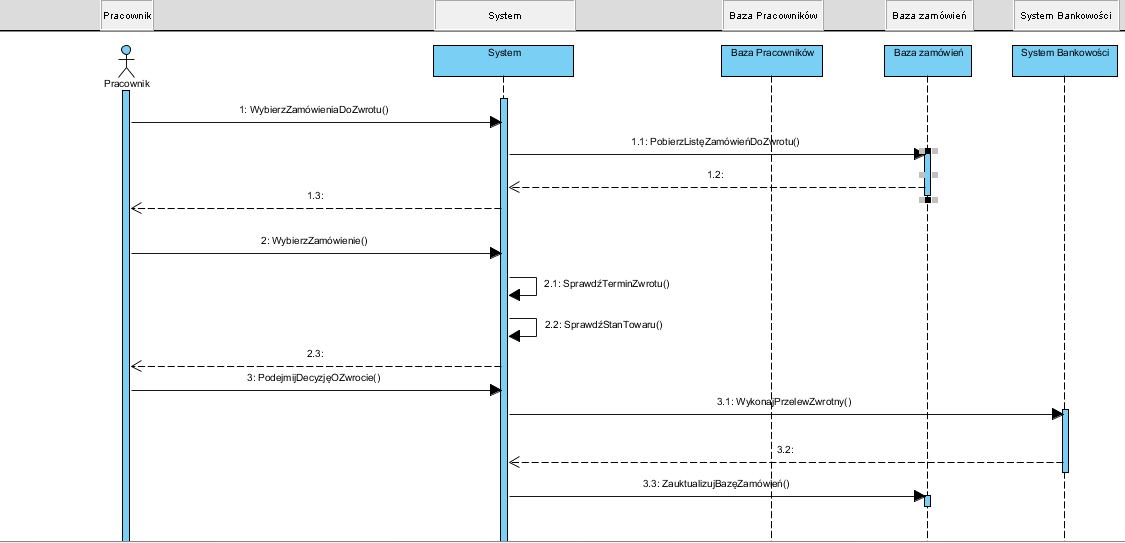 Pracownik
System
Baza Pracowników
Baza zamówień
System Bankowości
System
Baza Pracowników
Baza zamówień
System Bankowości
Pracownik
1: WybierzZamówieniaDoZwrotu()
1.1: PobierzListęZamówieńDoZwrotu()
1.2:
1.3:
2: WybierzZamówienie()
2.1: SprawdźTerminZwrotu()
2.2: SprawdźStanTowaru()
2.3:
3: PodejmijDecyzjęOZwrocie()
3.1: WykonajPrzelewZwrotny()
3.2:
3.3: ZauktualizujBazęZamówień()